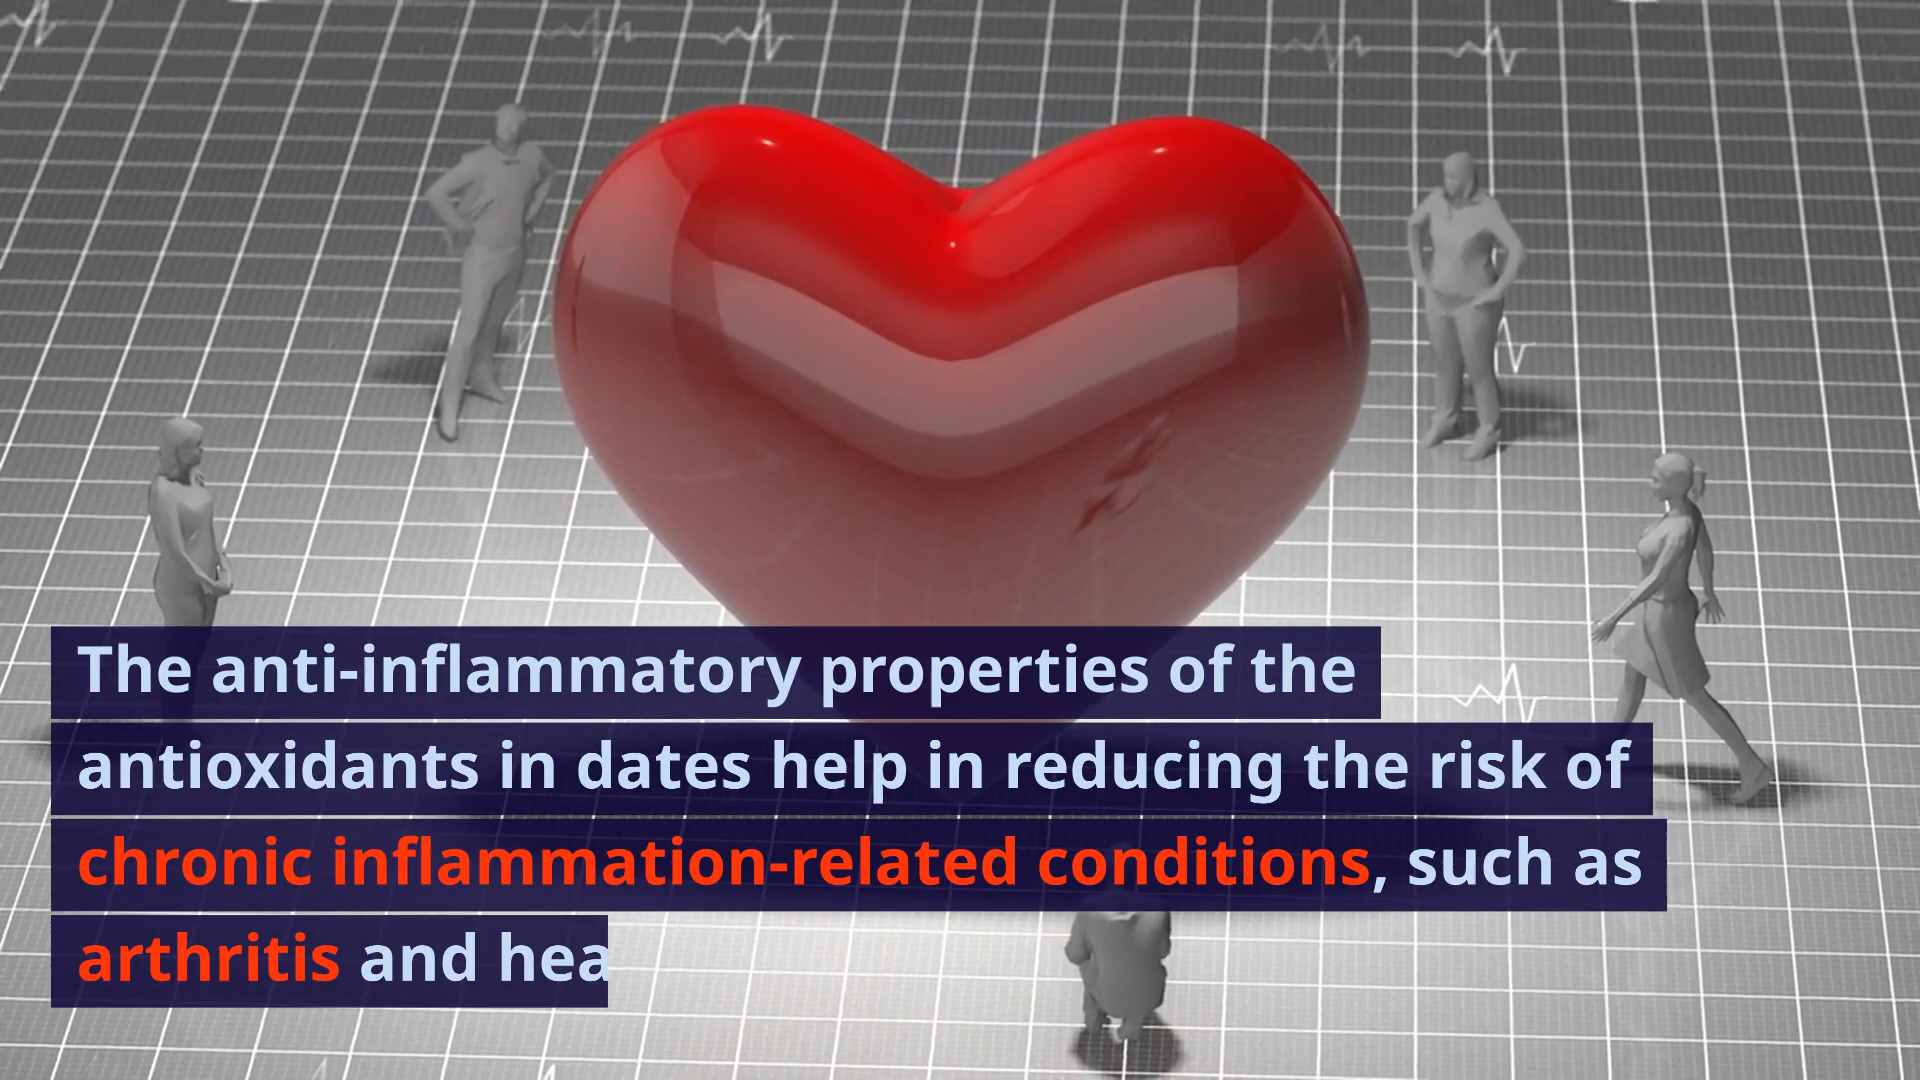 The anti-inflammatory properties of the
antioxidants in dates help in reducing the risk of
chronic inflammation-related conditions, such as
arthritis and hea